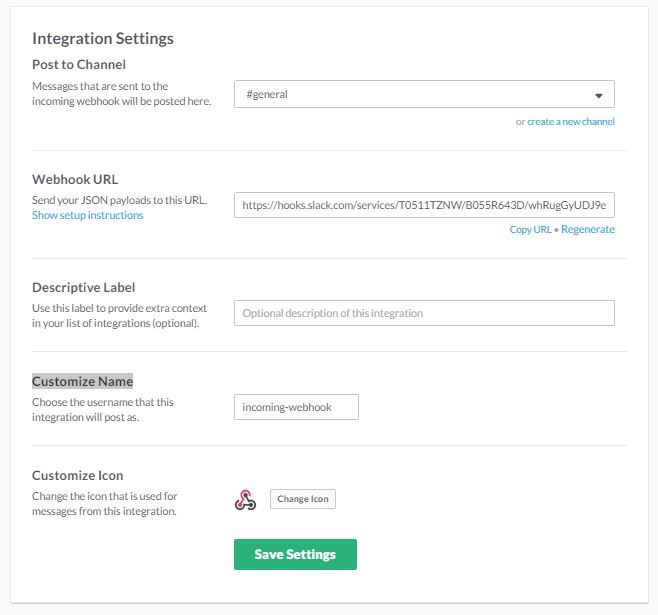 Integration Settings
Post to Channel
Messages that are sent to the
incoming webhook will be posted here.
#general
or create a new channel
Webhook URL
Send your JSON payloads to this URL.
Show setup instructions
https://hooks.slack.com/services/T0511TZNW/B055R643D/whRugGyUDJ9e
Copy URL • Regenerate
Descriptive Label
Use this label to provide extra context
in your list of integrations (optional).
Optional description of this integration
Customize Name
Choose the username that this
integration will post as.
incoming-webhook
Customize Icon
Change the icon that is used for
messages from this integration.
Change Icon
Save Settings